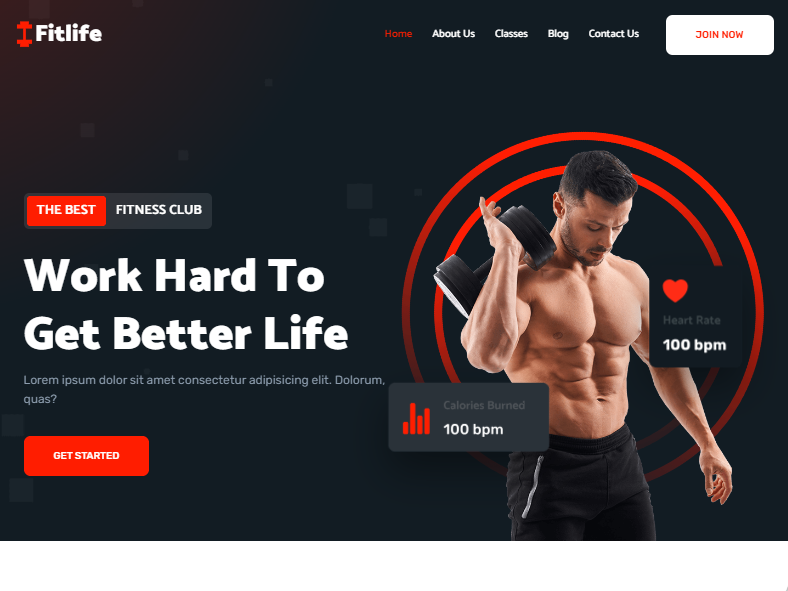 Fitlife
Home About Us Classes Blog Contact Us JOIN NOW
THE BEST FITNESS CLUB
Work Hard To
Get Better Life
Lorem ipsum dolor sit amet consectetur adipisicing elit. Dolorum,
quas?
GET STARTED
Heart Rate
100 bpm
Calories Burned
100 bpm